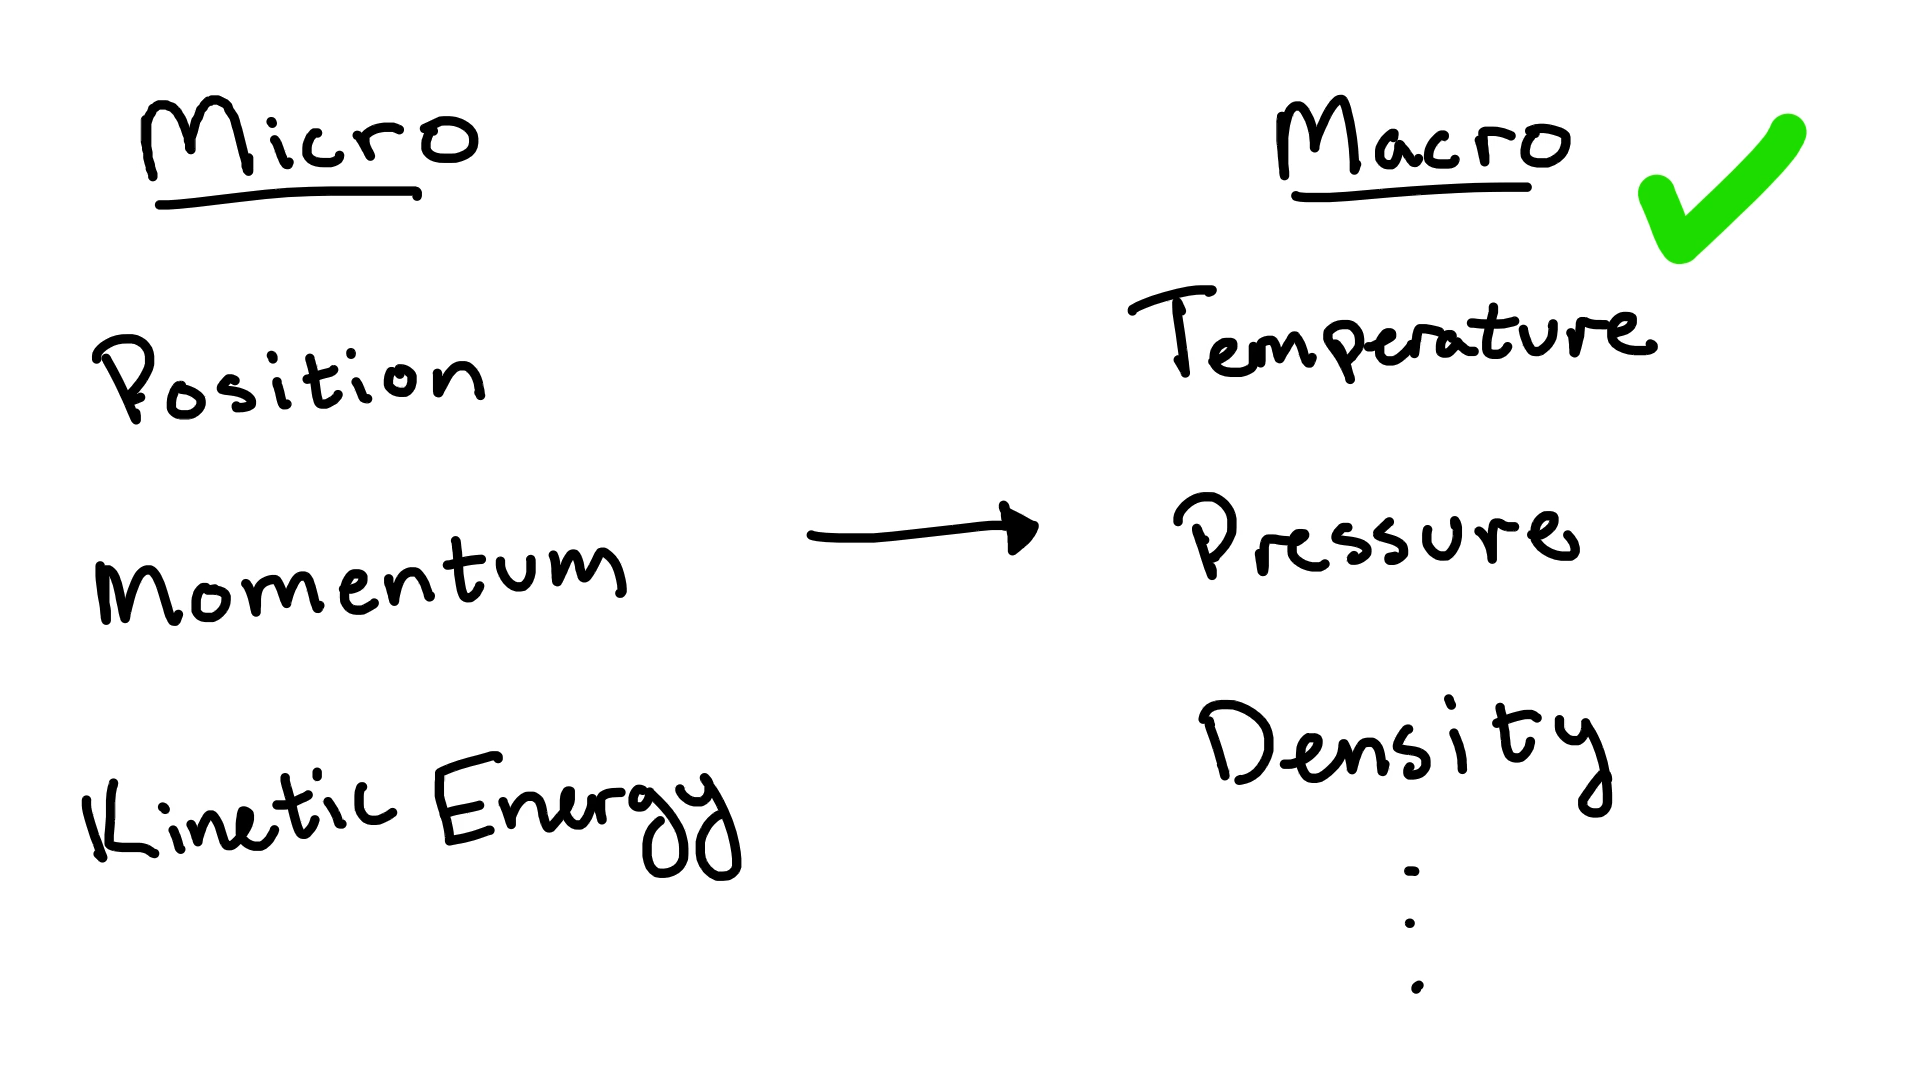 Micro
Position
Momentum
Kinetic Energy
Macro
Temperature
Pressure
Density